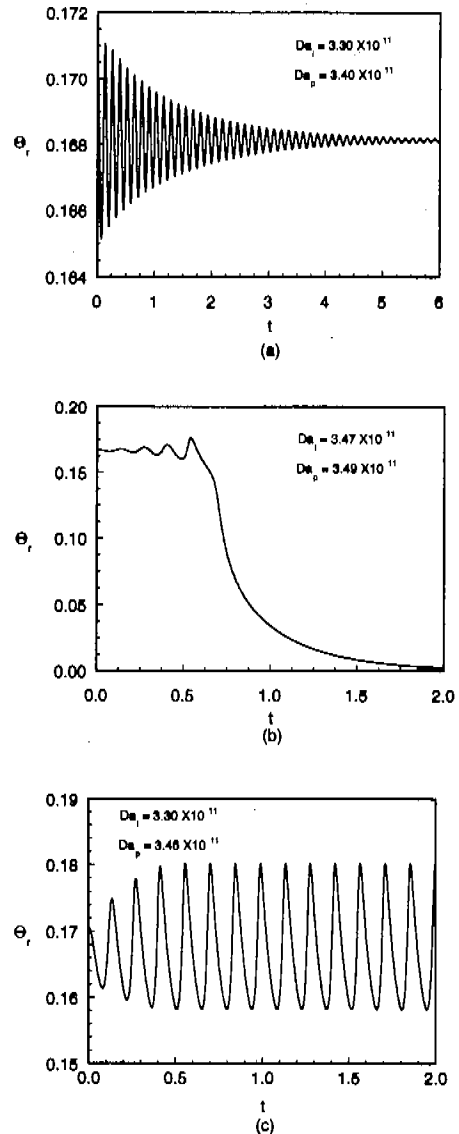 0.172
0.170
0.168
0.166
0.164
Θr
Da_i = 3.30 X10^11
Da_p = 3.40 X10^11
0 1 2 3 4 5 6
t
(a)
0.20
0.15
0.10
0.05
0.00
Θr
Da_i = 3.47 X10^11
Da_p = 3.49 X10^11
0.0 0.5 1.0 1.5 2.0
t
(b)
0.19
0.18
0.17
0.16
0.15
Θr
Da_i = 3.30 X10^11
Da_p = 3.46 X10^11
0.0 0.5 1.0 1.5 2.0
t
(c)